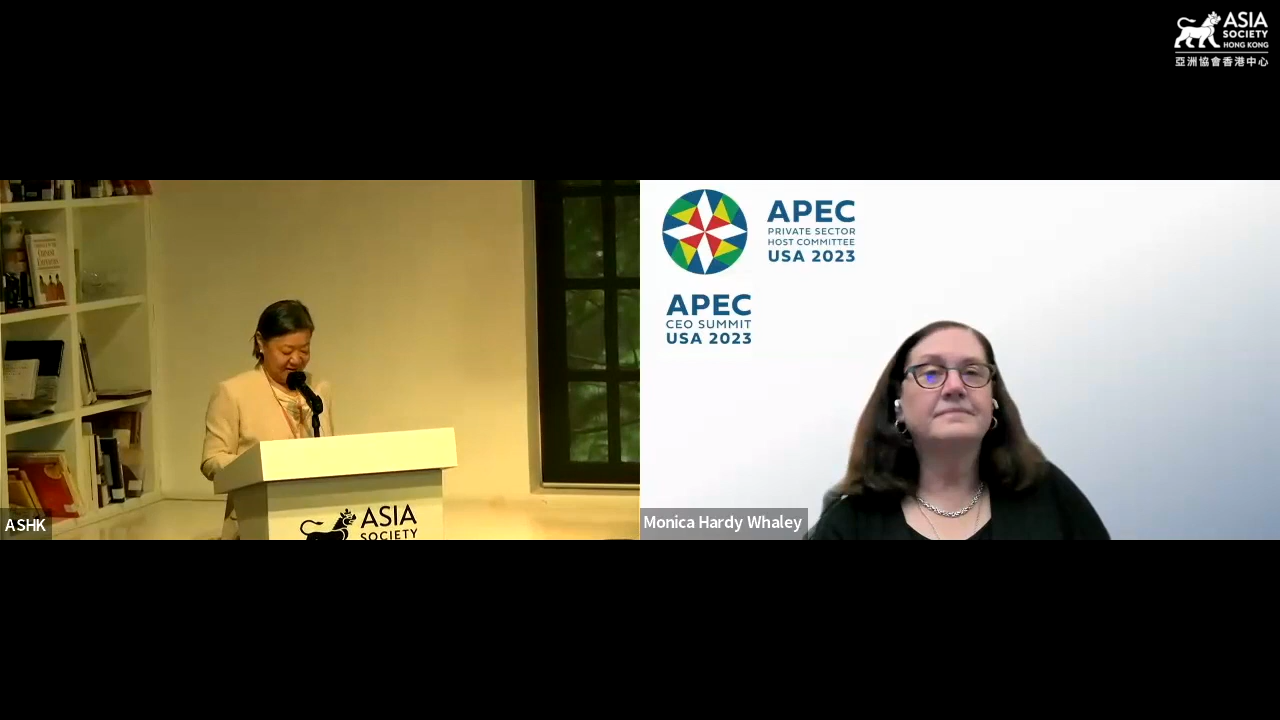 ASIA
SOCIETY
HONG KONG
亞洲協會香港中心
APEC
PRIVATE SECTOR
HOST COMMITTEE
USA 2023
APEC
CEO SUMMIT
USA 2023
ASIA
SOCIETY
ASHK
Monica Hardy Whaley